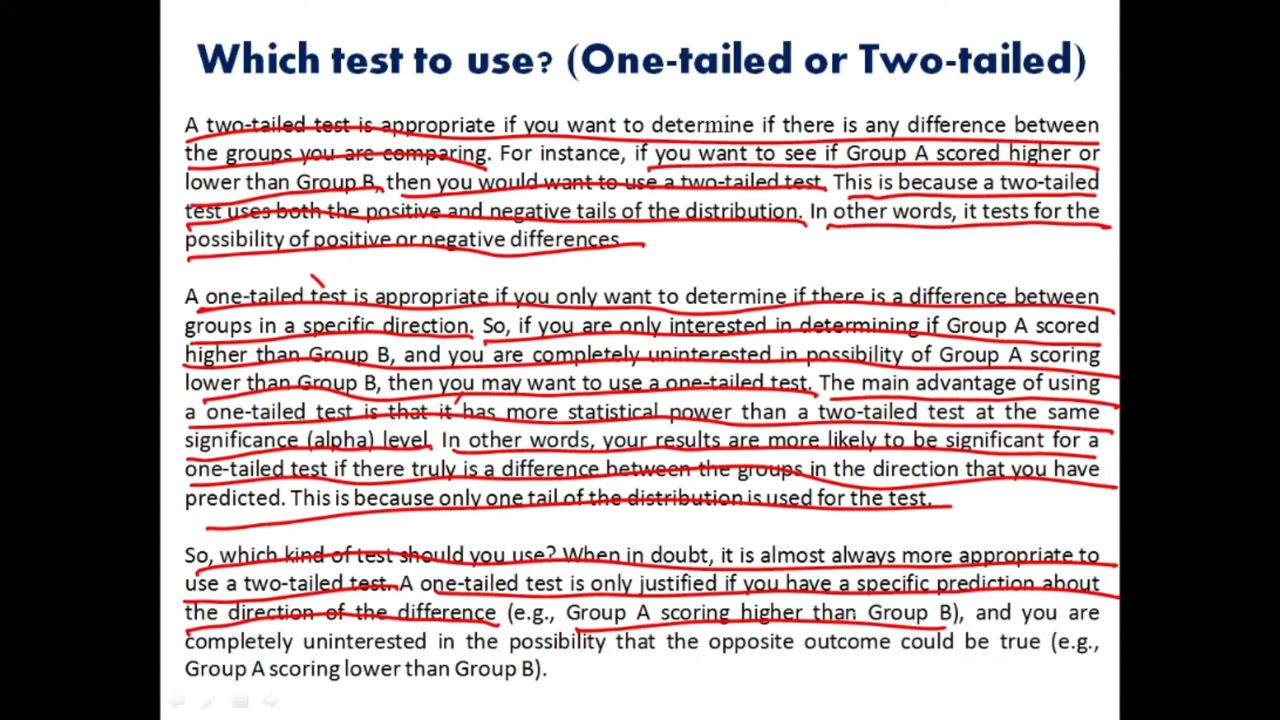 Which test to use? (One-tailed or Two-tailed)
A two-tailed test is appropriate if you want to determine if there is any difference between
the groups you are comparing. For instance, if you want to see if Group A scored higher or
lower than Group B, then you would want to use a two-tailed test. This is because a two-tailed
test uses both the positive and negative tails of the distribution. In other words, it tests for the
possibility of positive or negative differences.
A one-tailed test is appropriate if you only want to determine if there is a difference between
groups in a specific direction. So, if you are only interested in determining if Group A scored
higher than Group B, and you are completely uninterested in possibility of Group A scoring
lower than Group B, then you may want to use a one-tailed test. The main advantage of using
a one-tailed test is that it has more statistical power than a two-tailed test at the same
significance (alpha) level. In other words, your results are more likely to be significant for a
one-tailed test if there truly is a difference between the groups in the direction that you have
predicted. This is because only one tail of the distribution is used for the test.
So, which kind of test should you use? When in doubt, it is almost always more appropriate to
use a two-tailed test. A one-tailed test is only justified if you have a specific prediction about
the direction of the difference (e.g., Group A scoring higher than Group B), and you are
completely uninterested in the possibility that the opposite outcome could be true (e.g.,
Group A scoring lower than Group B).